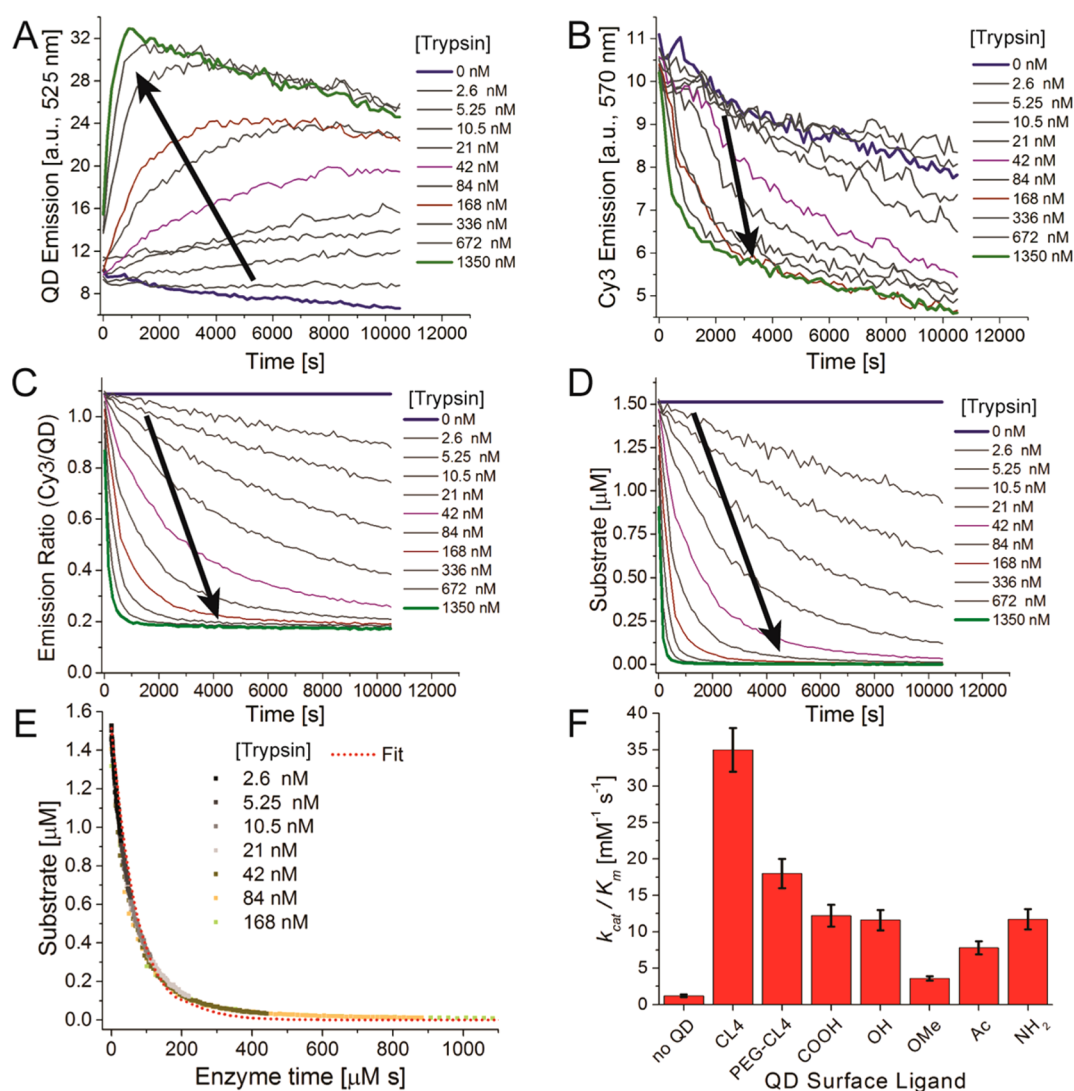 A
QD Emission [a.u., 525 nm]
32
28
24
20
16
12
8
0 2000 4000 6000 8000 10000 12000
Time [s]
[Trypsin]
0 nM
2.6 nM
5.25 nM
10.5 nM
21 nM
42 nM
84 nM
168 nM
336 nM
672 nM
1350 nM
B
Cy3 Emission [a.u., 570 nm]
11
10
9
8
7
6
5
0 2000 4000 6000 8000 10000 12000
Time [s]
[Trypsin]
0 nM
2.6 nM
5.25 nM
10.5 nM
21 nM
42 nM
84 nM
168 nM
336 nM
672 nM
1350 nM
C
Emission Ratio (Cy3/QD)
1.0
0.8
0.6
0.4
0.2
0.0
0 2000 4000 6000 8000 10000 12000
Time [s]
[Trypsin]
0 nM
2.6 nM
5.25 nM
10.5 nM
21 nM
42 nM
84 nM
168 nM
336 nM
672 nM
1350 nM
D
Substrate [µM]
1.50
1.25
1.00
0.75
0.50
0.25
0.00
0 2000 4000 6000 8000 10000 12000
Time [s]
[Trypsin]
0 nM
2.6 nM
5.25 nM
10.5 nM
21 nM
42 nM
84 nM
168 nM
336 nM
672 nM
1350 nM
E
Substrate [µM]
1.8
1.6
1.4
1.2
1.0
0.8
0.6
0.4
0.2
0.0
0 200 400 600 800 1000
Enzyme time [µM s]
[Trypsin]
Fit
2.6 nM
5.25 nM
10.5 nM
21 nM
42 nM
84 nM
168 nM
F
kcat / Km [mM-1 s-1]
40
35
30
25
20
15
10
5
0
no QD CL4 PEG-CL4 COOH OH OMe Ac NH2
QD Surface Ligand